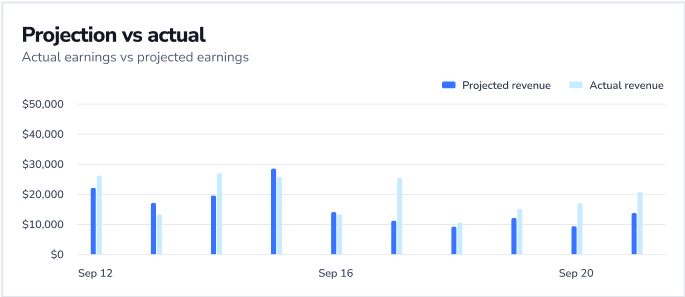 Projection vs actual
Actual earnings vs projected earnings
Projected revenue Actual revenue
$50,000
$40,000
$30,000
$20,000
$10,000
$0
Sep 12 Sep 16 Sep 20